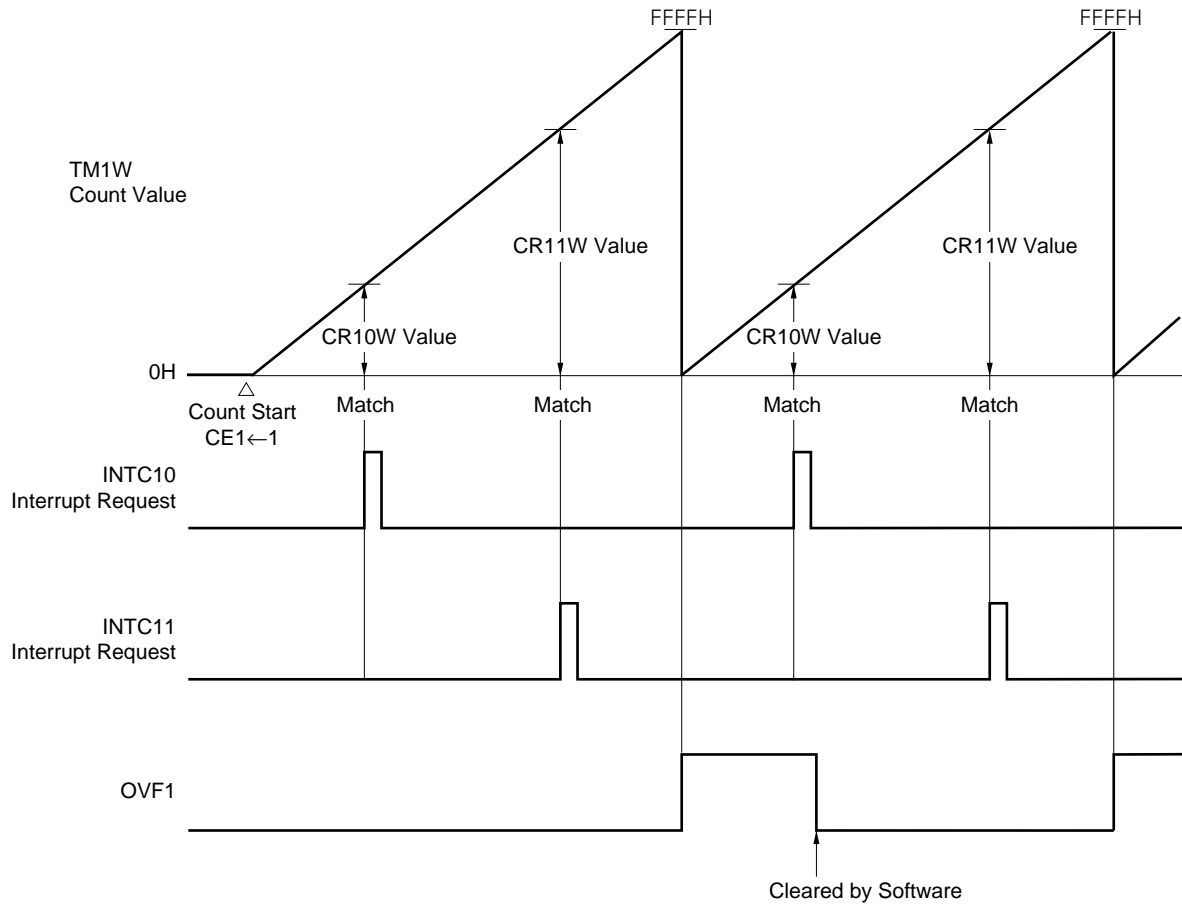 FFFFH
FFFFH
TM1W
Count Value
CR11W Value
CR11W Value
CR10W Value
CR10W Value
0H
Count Start
CE1←1
Match
Match
Match
Match
INTC10
Interrupt Request
INTC11
Interrupt Request
OVF1
Cleared by Software